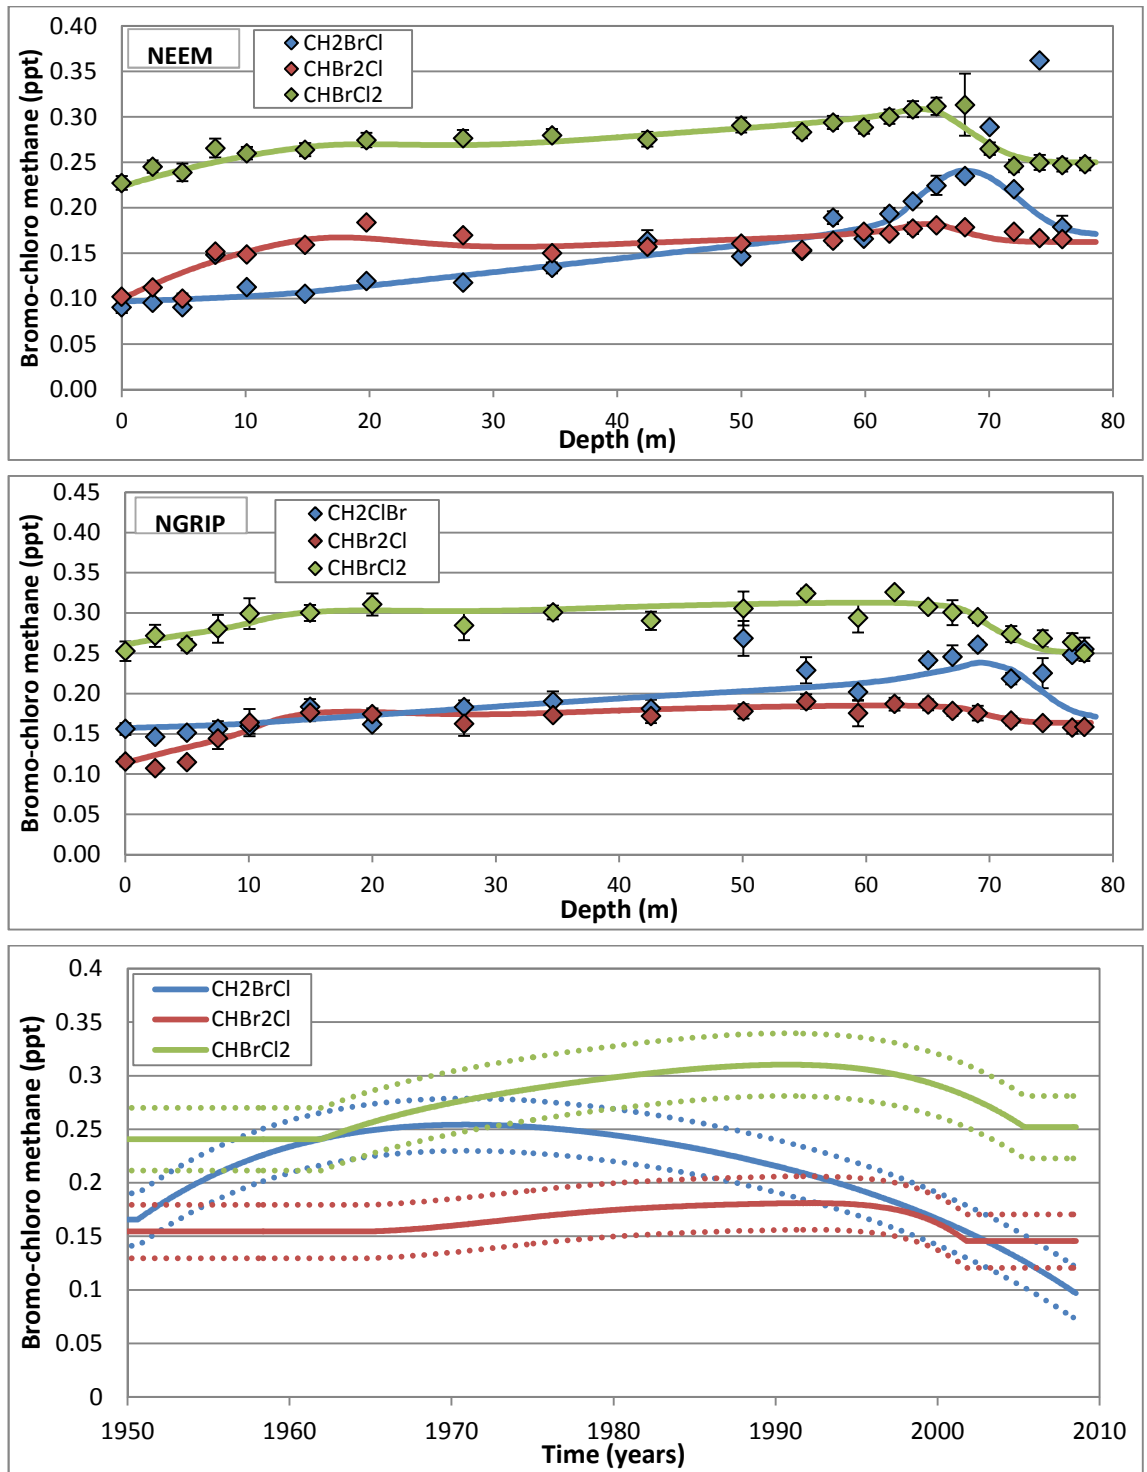 NEEM
CH2BrCl
CHBr2Cl
CHBrCl2
Bromo-chloro methane (ppt)
0.40
0.35
0.30
0.25
0.20
0.15
0.10
0.05
0.00
0 10 20 30 40 50 60 70 80
Depth (m)
NGRIP
CH2ClBr
CHBr2Cl
CHBrCl2
Bromo-chloro methane (ppt)
0.45
0.40
0.35
0.30
0.25
0.20
0.15
0.10
0.05
0.00
0 10 20 30 40 50 60 70 80
Depth (m)
CH2BrCl
CHBr2Cl
CHBrCl2
Bromo-chloro methane (ppt)
0.4
0.35
0.3
0.25
0.2
0.15
0.1
0.05
0
1950 1960 1970 1980 1990 2000 2010
Time (years)